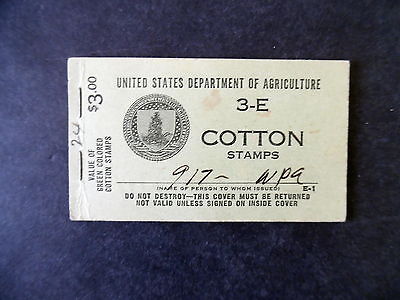 VALUE OF
GREEN COLORED
COTTON STAMPS
$3.00
24
UNITED STATES DEPARTMENT OF AGRICULTURE
3-E
COTTON
STAMPS
917- WPA
(NAME OF PERSON TO WHOM ISSUED)
E-1
DO NOT DESTROY—THIS COVER MUST BE RETURNED
NOT VALID UNLESS SIGNED ON INSIDE COVER